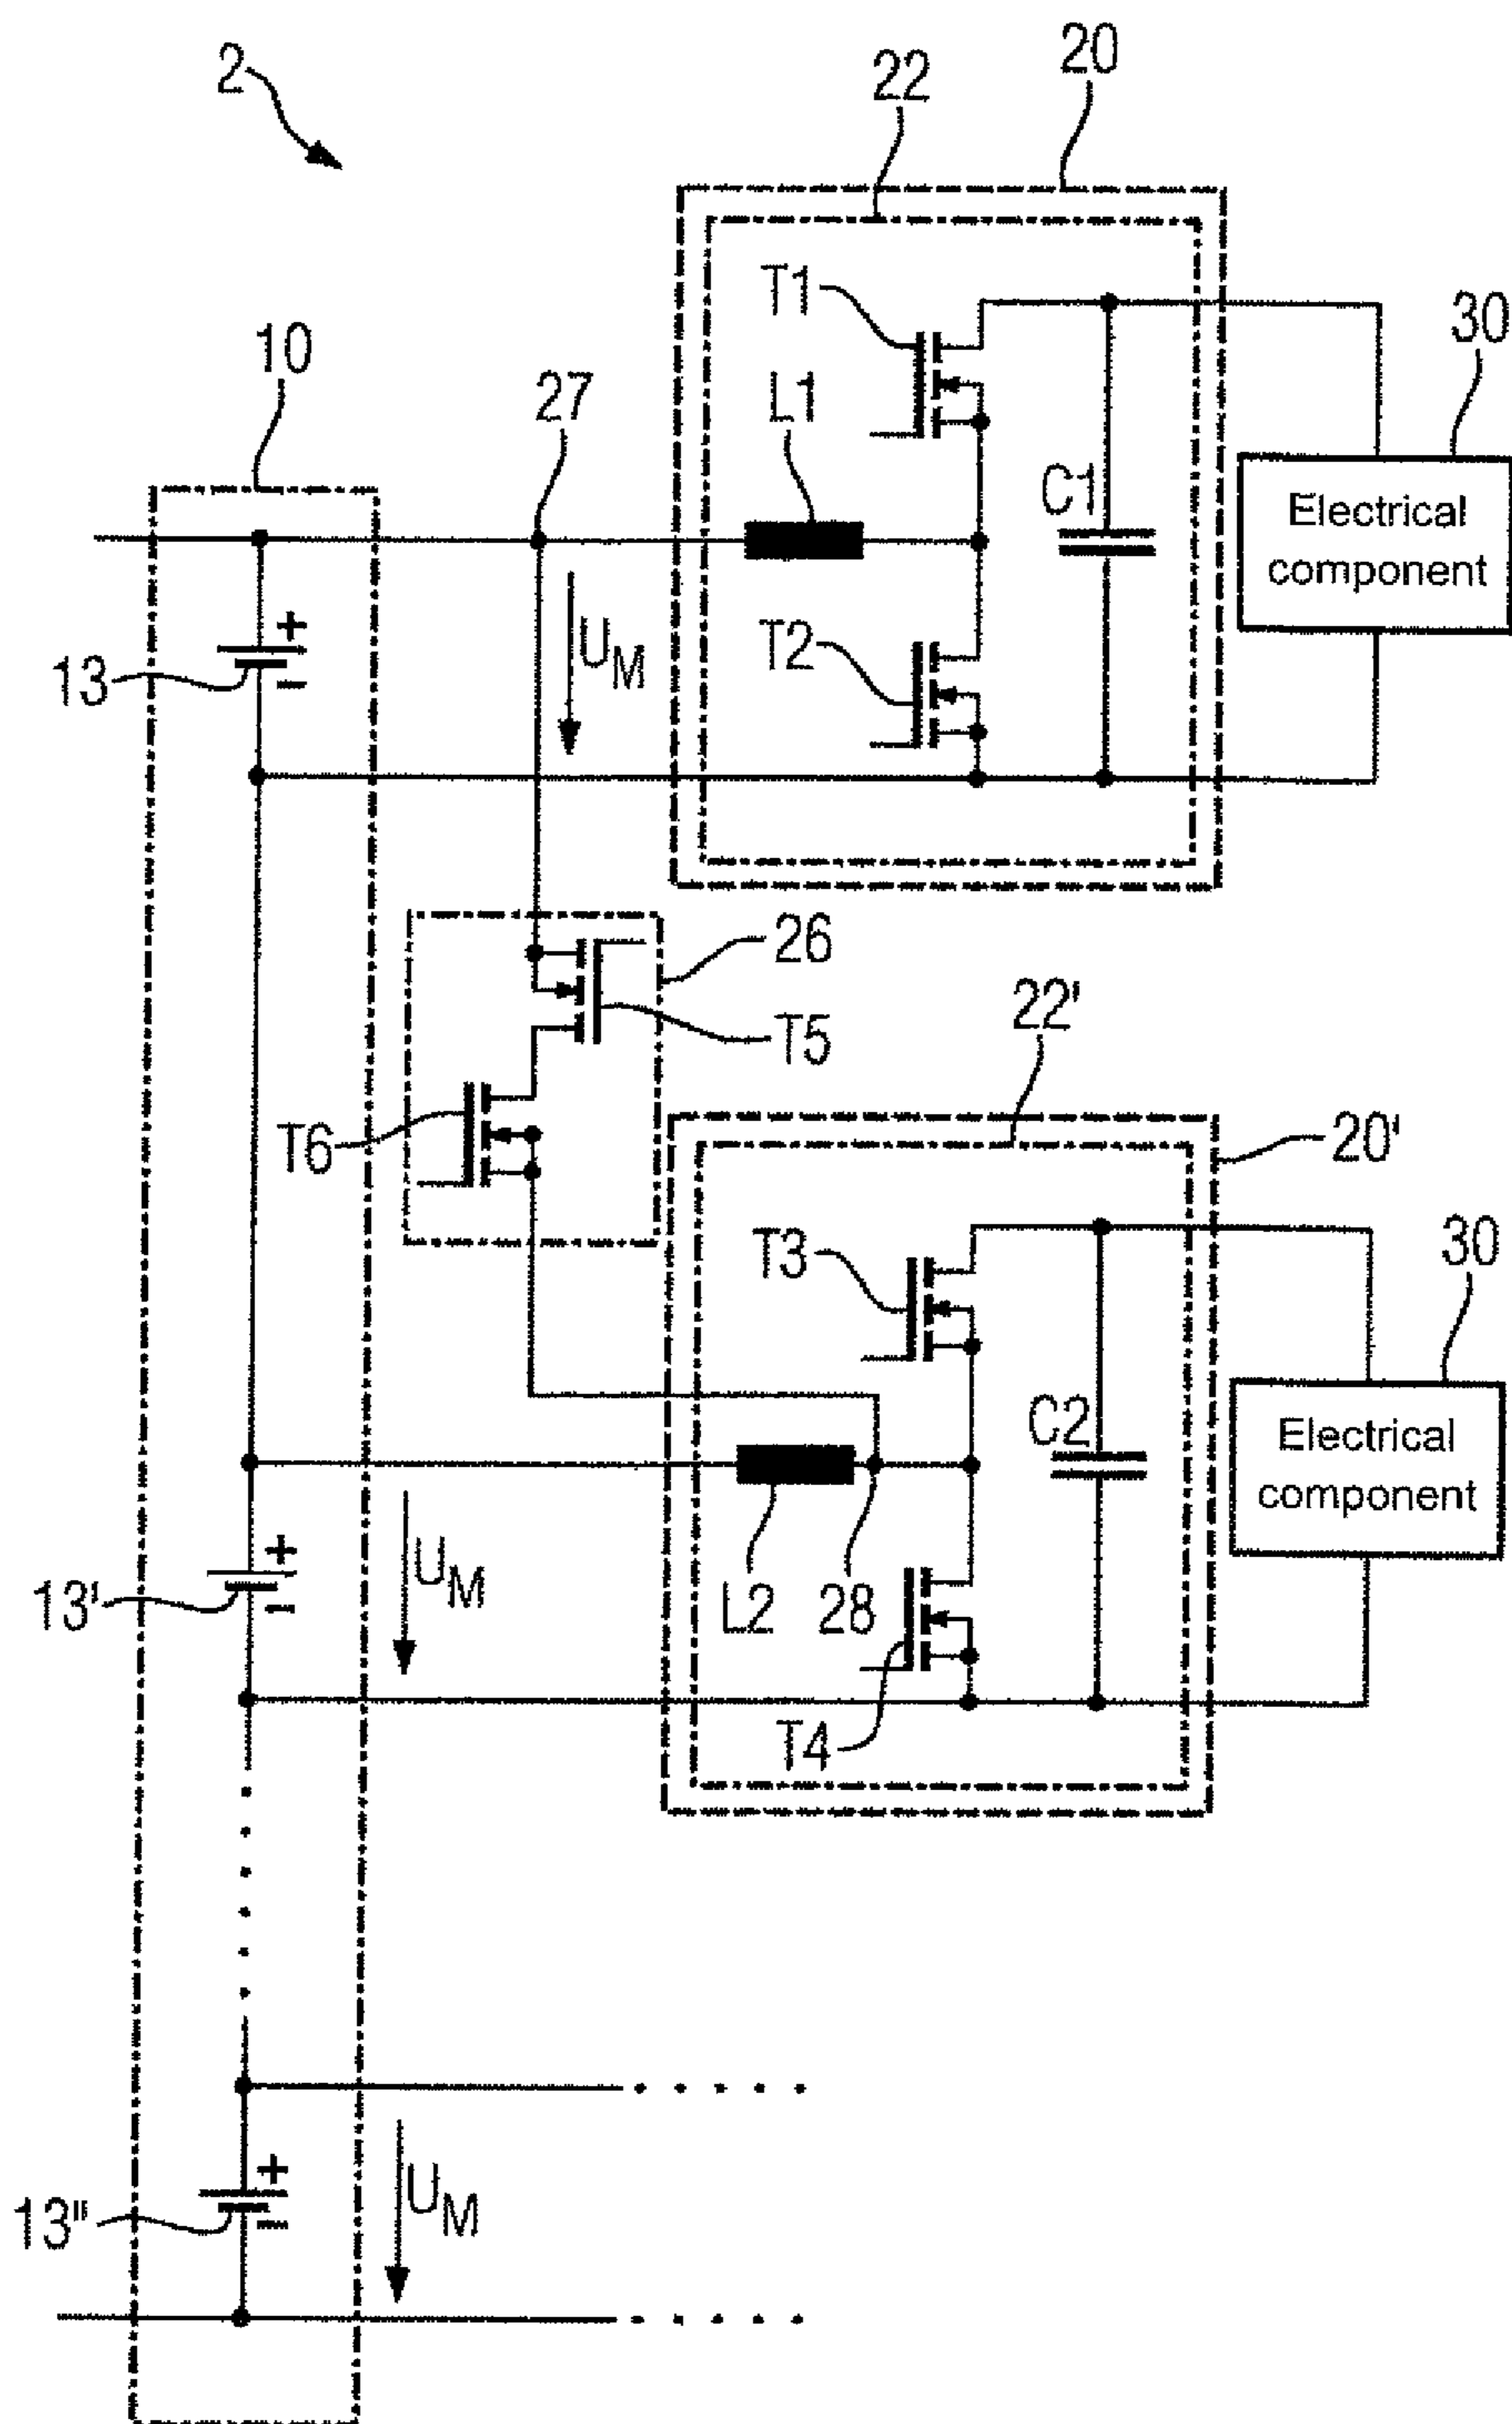 2
20
22
T1
30
10
27
L1
C1
Electrical
component
+
U_M
T2
13
-
26
22'
T5
T6
20'
T3
30
C2
Electrical
component
+
U_M
13'
-
L2
28
T4
+
U_M
13"
-